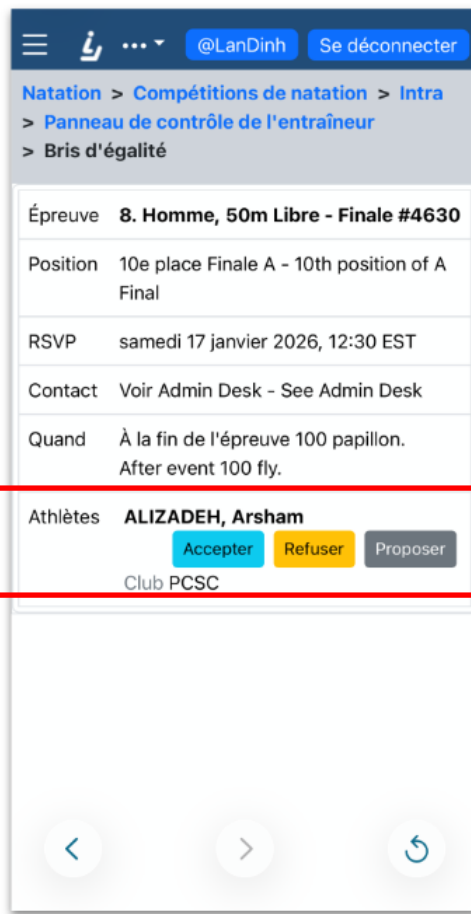 @LanDinh Se déconnecter
Natation > Compétitions de natation > Intra
> Panneau de contrôle de l'entraîneur
> Bris d'égalité
Épreuve 8. Homme, 50m Libre - Finale #4630
Position 10e place Finale A - 10th position of A
Final
RSVP samedi 17 janvier 2026, 12:30 EST
Contact Voir Admin Desk - See Admin Desk
Quand À la fin de l'épreuve 100 papillon.
After event 100 fly.
Athlètes ALIZADEH, Arsham
Accepter Refuser Proposer
Club PCSC